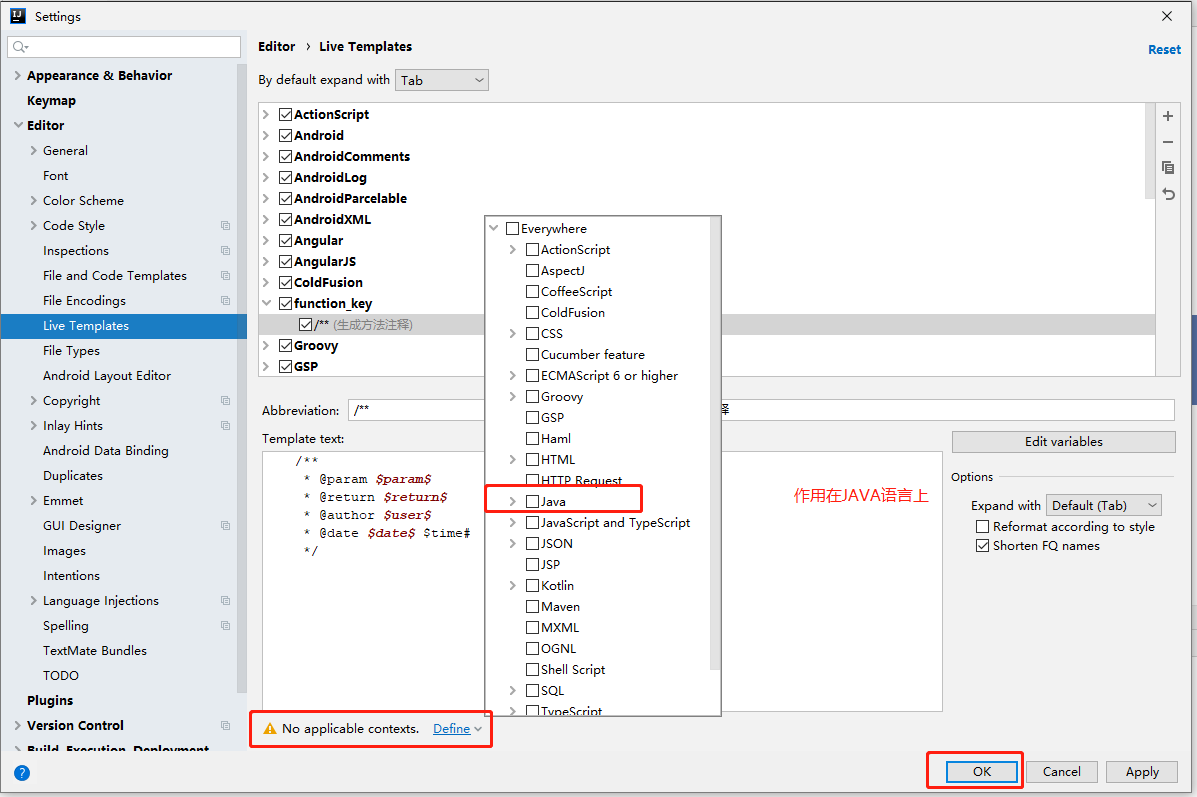 Settings
Appearance & Behavior
Keymap
Editor
General
Font
Color Scheme
Code Style
Inspections
File and Code Templates
File Encodings
Live Templates
File Types
Android Layout Editor
Copyright
Inlay Hints
Android Data Binding
Duplicates
Emmet
GUI Designer
Images
Intentions
Language Injections
Spelling
TextMate Bundles
TODO
Plugins
Version Control
Build, Execution, Deployment
Editor › Live Templates
Reset
By default expand with Tab
ActionScript
Android
AndroidComments
AndroidLog
AndroidParcelable
AndroidXML
Angular
AngularJS
ColdFusion
function_key
/** (生成方法注释)
Groovy
GSP
Everywhere
ActionScript
AspectJ
CoffeeScript
ColdFusion
CSS
Cucumber feature
ECMAScript 6 or higher
Groovy
GSP
Haml
HTML
HTTP Request
Java
JavaScript and TypeScript
JSON
JSP
Kotlin
Maven
MXML
OGNL
Shell Script
SQL
TypeScript
Abbreviation: /**
释
Template text:
/**
* @param $param$
* @return $return$
* @author $user$
* @date $date$ $time#
*/
作用在JAVA语言上
Edit variables
Options
Expand with Default (Tab)
Reformat according to style
Shorten FQ names
No applicable contexts. Define
?
OK
Cancel
Apply